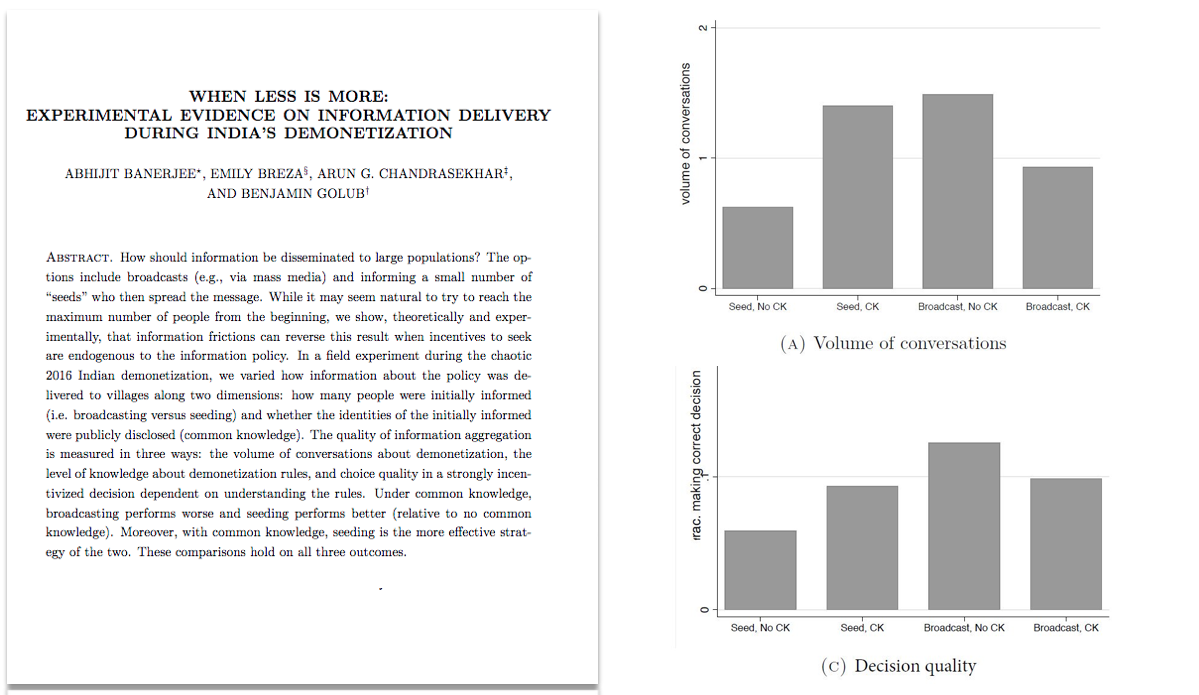 WHEN LESS IS MORE:
EXPERIMENTAL EVIDENCE ON INFORMATION DELIVERY
DURING INDIA'S DEMONETIZATION
ABHIJIT BANERJEE⋆, EMILY BREZA§, ARUN G. CHANDRASEKHAR‡,
AND BENJAMIN GOLUB†
ABSTRACT. How should information be disseminated to large populations? The op-
tions include broadcasts (e.g., via mass media) and informing a small number of
“seeds” who then spread the message. While it may seem natural to try to reach the
maximum number of people from the beginning, we show, theoretically and exper-
imentally, that information frictions can reverse this result when incentives to seek
are endogenous to the information policy. In a field experiment during the chaotic
2016 Indian demonetization, we varied how information about the policy was de-
livered to villages along two dimensions: how many people were initially informed
(i.e. broadcasting versus seeding) and whether the identities of the initially informed
were publicly disclosed (common knowledge). The quality of information aggregation
is measured in three ways: the volume of conversations about demonetization, the
level of knowledge about demonetization rules, and choice quality in a strongly incen-
tivized decision dependent on understanding the rules. Under common knowledge,
broadcasting performs worse and seeding performs better (relative to no common
knowledge). Moreover, with common knowledge, seeding is the more effective strat-
egy of the two. These comparisons hold on all three outcomes.
volume of conversations
2
1
0
Seed, No CK Seed, CK Broadcast, No CK Broadcast, CK
(A) Volume of conversations
frac. making correct decision
.1
0
Seed, No CK Seed, CK Broadcast, No CK Broadcast, CK
(C) Decision quality